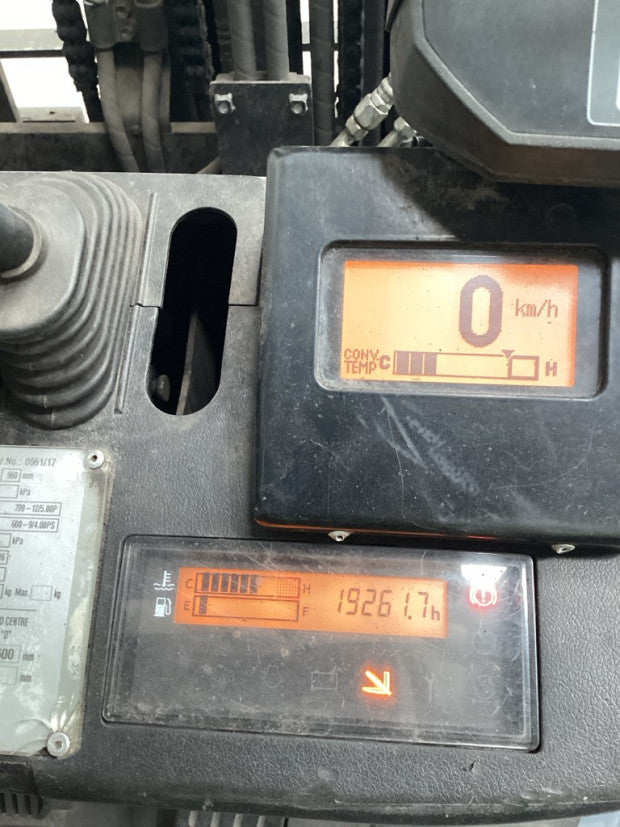 0 km/h
CONV. C H
TEMP
.No.: 0061/17
960 mm
kPa
700-12/5.00P
600-9/4.00PS
kPa
kg Max. kg
D CENTRE
"D"
500 mm
mm
C H
E F
19261.7h